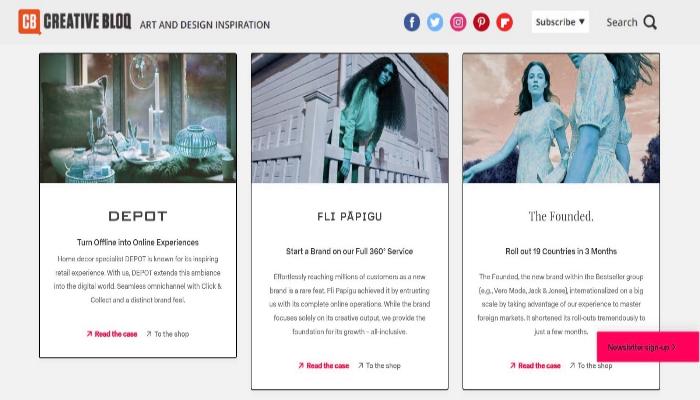 CB CREATIVE BLOQ ART AND DESIGN INSPIRATION
Subscribe ▼ Search
DEPOT
Turn Offline into Online Experiences
Home decor specialist DEPOT is known for its inspiring
retail experience. With us, DEPOT extends this ambiance
into the digital world. Seamless omnichannel with Click &
Collect and a distinct brand feel.
Read the case To the shop
FLI PĀPIGU
Start a Brand on our Full 360° Service
Effortlessly reaching millions of customers as a new
brand is a rare feat. Fli Papigu achieved it by entrusting
us with its complete online operations. While the brand
focuses solely on its creative output, we provide the
foundation for its growth – all-inclusive.
Read the case To the shop
The Founded.
Roll out 19 Countries in 3 Months
The Founded, the new brand within the Bestseller group
(e.g., Vero Moda, Jack & Jones), internationalized on a big
scale by taking advantage of our experience to master
foreign markets. It shortened its roll-outs tremendously to
just a few months.
Read the case To the shop
Newsletter sign-up